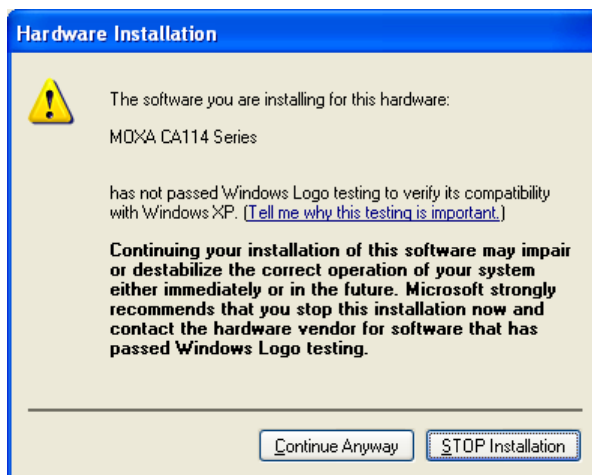 Hardware Installation
The software you are installing for this hardware:
MOXA CA114 Series
has not passed Windows Logo testing to verify its compatibility
with Windows XP. (Tell me why this testing is important.)
Continuing your installation of this software may impair
or destabilize the correct operation of your system
either immediately or in the future. Microsoft strongly
recommends that you stop this installation now and
contact the hardware vendor for software that has
passed Windows Logo testing.
Continue Anyway STOP Installation